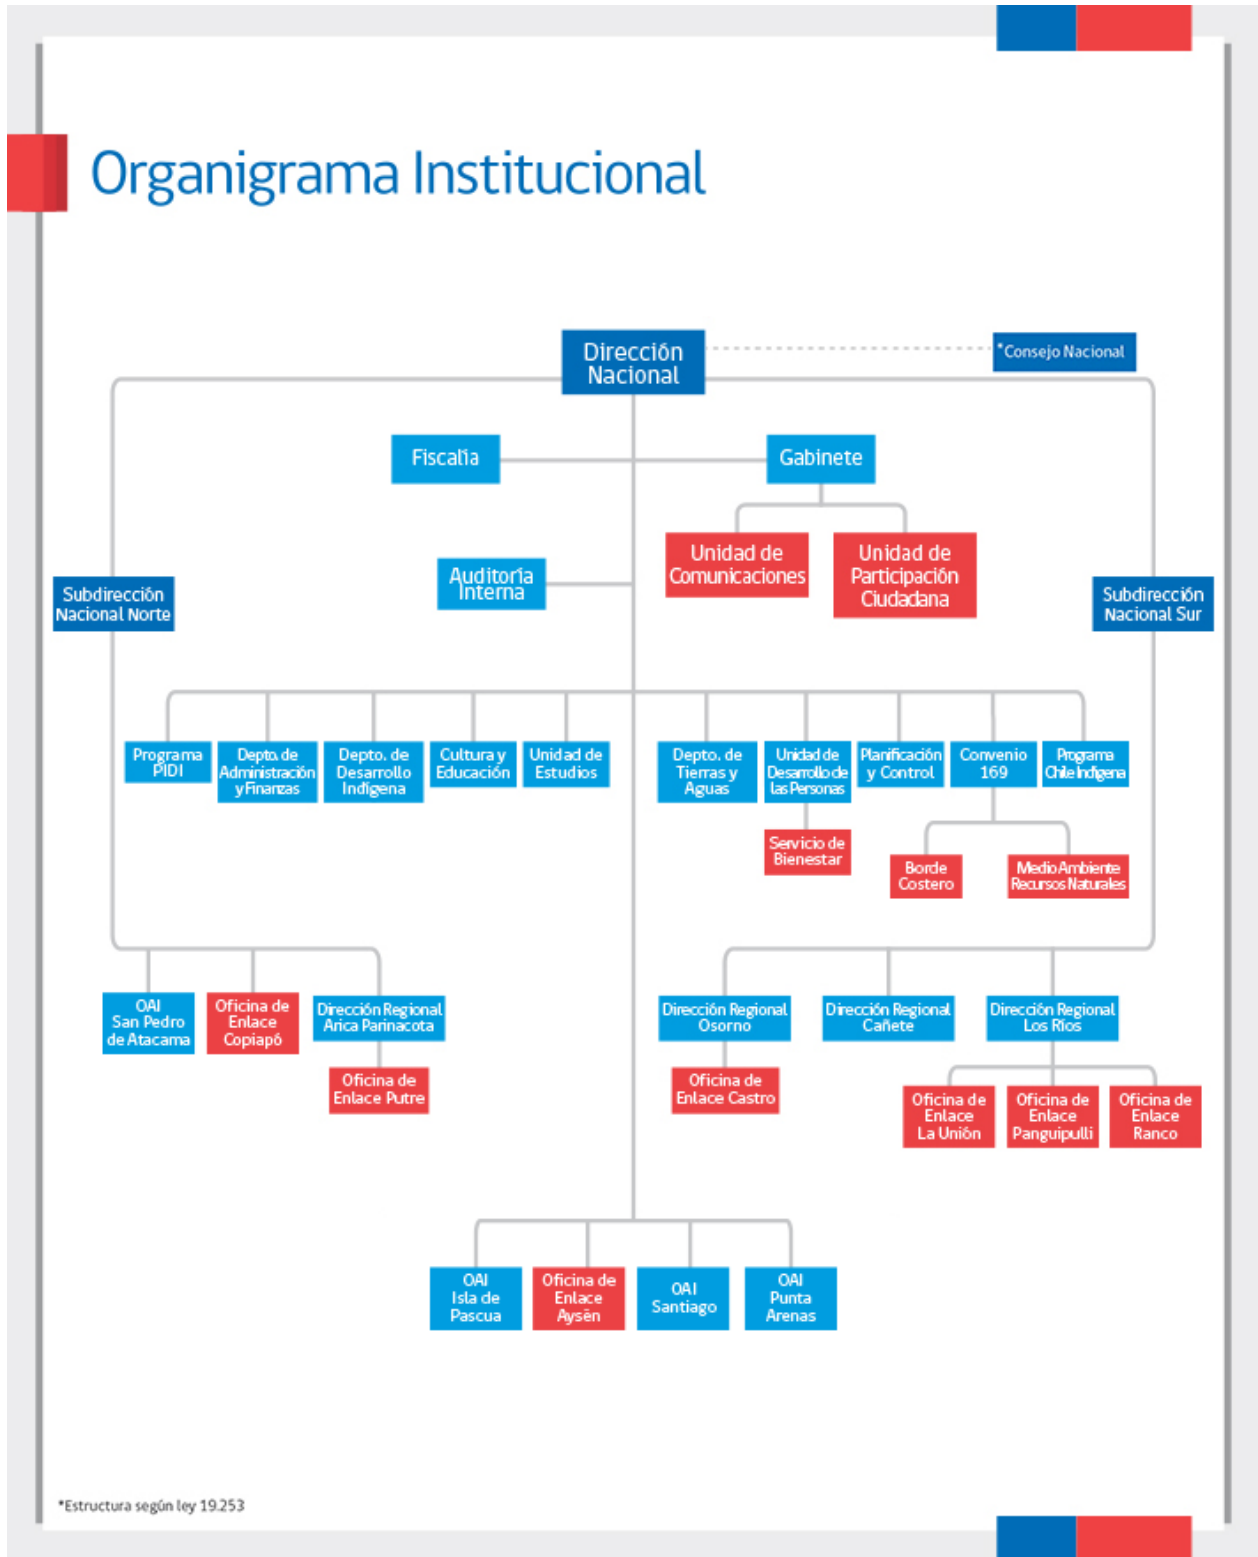 Organigrama Institucional
Dirección
Nacional
*Consejo Nacional
Fiscalía
Gabinete
Unidad de
Comunicaciones
Unidad de
Participación
Ciudadana
Auditoría
Interna
Subdirección
Nacional Norte
Subdirección
Nacional Sur
Programa
PIDI
Depto. de
Administración
y Finanzas
Depto. de
Desarrollo
Indígena
Cultura y
Educación
Unidad de
Estudios
Depto. de
Tierras y
Aguas
Unidad de
Desarrollo de
las Personas
Planificación
y Control
Convenio
169
Programa
Chile Indígena
Servicio de
Bienestar
Borde
Costero
Medio Ambiente
Recursos Naturales
OAI
San Pedro
de Atacama
Oficina de
Enlace
Copiapó
Dirección Regional
Arica Parinacota
Oficina de
Enlace Putre
Dirección Regional
Osorno
Dirección Regional
Cañete
Dirección Regional
Los Ríos
Oficina de
Enlace Castro
Oficina de
Enlace
La Unión
Oficina de
Enlace
Panguipulli
Oficina de
Enlace
Ranco
OAI
Isla de
Pascua
Oficina de
Enlace
Aysén
OAI
Santiago
OAI
Punta
Arenas
*Estructura según ley 19.253